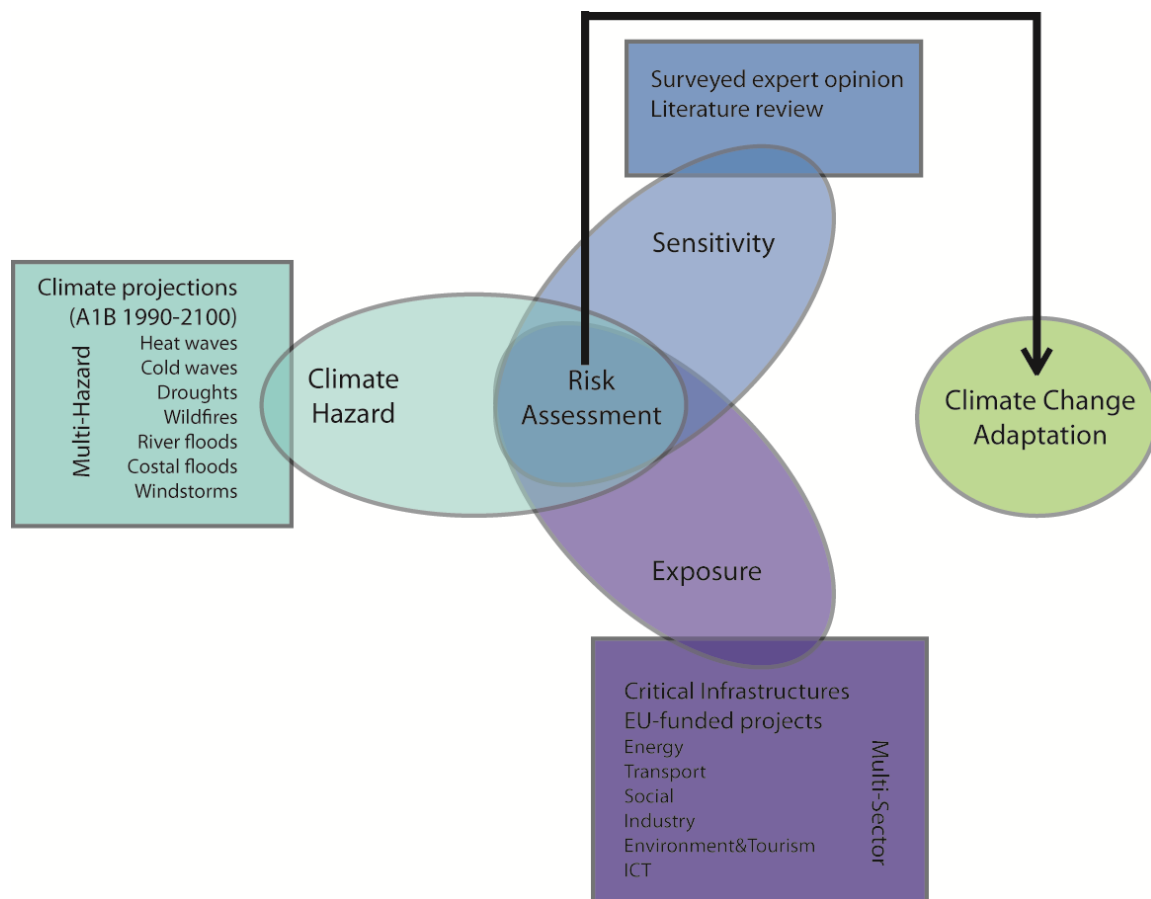 Surveyed expert opinion
Literature review
Sensitivity
Climate projections
(A1B 1990-2100)
Multi-Hazard
Heat waves
Cold waves
Droughts
Wildfires
River floods
Costal floods
Windstorms
Climate
Hazard
Risk
Assessment
Climate Change
Adaptation
Exposure
Critical Infrastructures
EU-funded projects
Energy
Transport
Social
Industry
Environment&Tourism
ICT
Multi-Sector